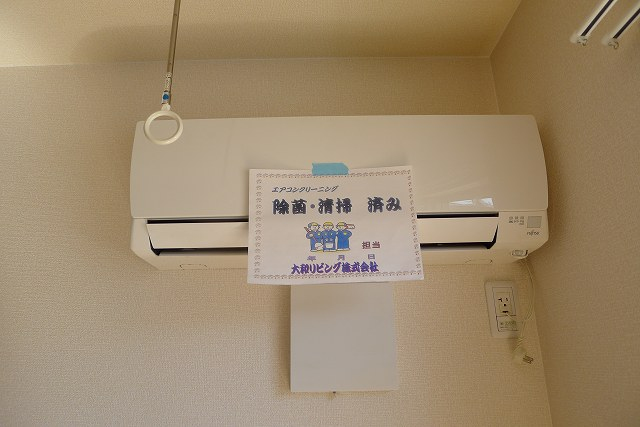 エアコンクリーニング
除菌・清掃 済み
担当
年 月 日
大和リビング株式会社